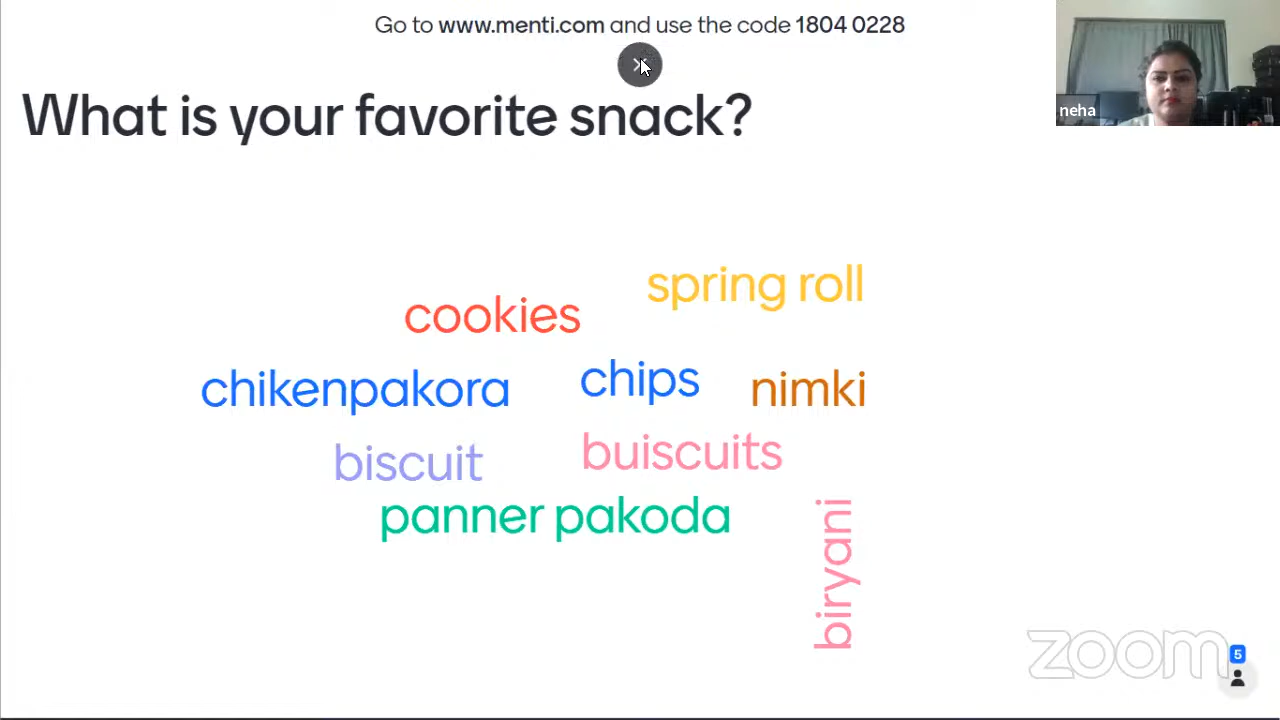 Go to www.menti.com and use the code 1804 0228
neha
What is your favorite snack?
spring roll
cookies
chips
chikenpakora
nimki
buiscuits
biscuit
panner pakoda
biryani
zoom
5